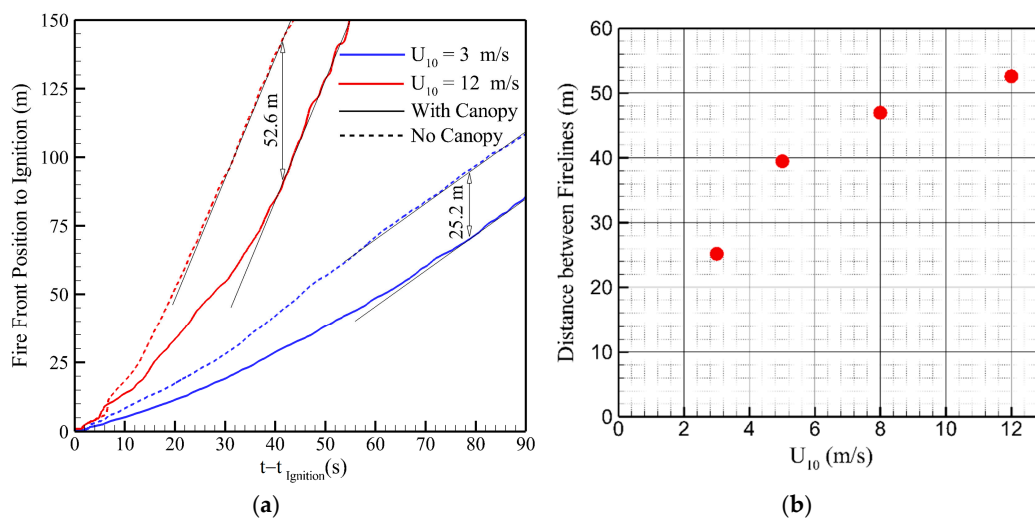 150
125
100
75
50
25
0
Fire Front Position to Ignition (m)
U10 = 3 m/s
U10 = 12 m/s
With Canopy
No Canopy
52.6 m
25.2 m
0 10 20 30 40 50 60 70 80 90
t−t Ignition(s)
(a)
60
50
40
30
20
10
0
Distance between Firelines (m)
0 2 4 6 8 10 12
U10 (m/s)
(b)